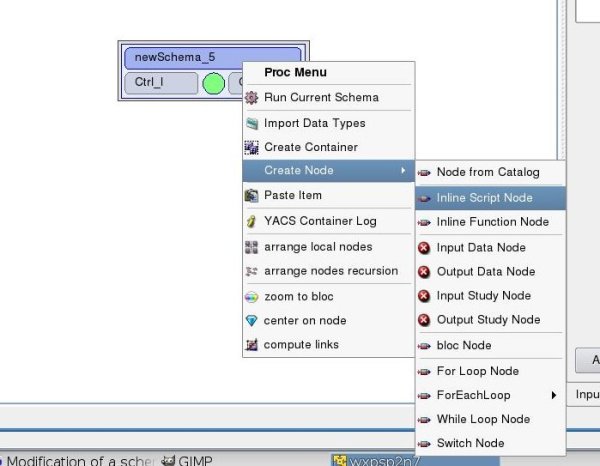 newSchema_5
Ctrl_I
Proc Menu
Run Current Schema
Import Data Types
Create Container
Create Node
Paste Item
YACS Container Log
arrange local nodes
arrange nodes recursion
zoom to bloc
center on node
compute links
Node from Catalog
Inline Script Node
Inline Function Node
Input Data Node
Output Data Node
Input Study Node
Output Study Node
bloc Node
For Loop Node
ForEachLoop
While Loop Node
Switch Node
A
Inpu
Modification of a sche
GIMP
wxpsp2n7